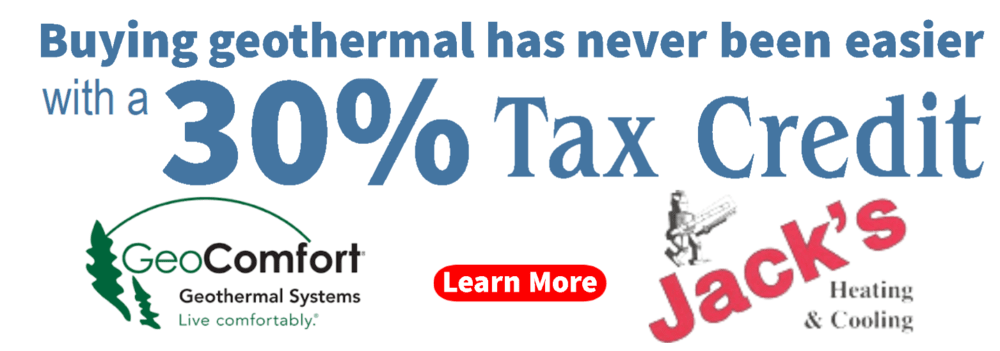 Buying geothermal has never been easier
with a 30% Tax Credit
GeoComfort®
Geothermal Systems
Live comfortably.®
Learn More
Jack's
Heating
& Cooling